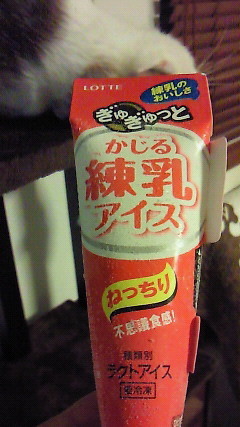 LOTTE
練乳の
おいしさ
ぎゅ
ぎゅっと
かじる
練乳
アイス
ねっちり
不思議食感!
種類別
ラクトアイス
要冷凍